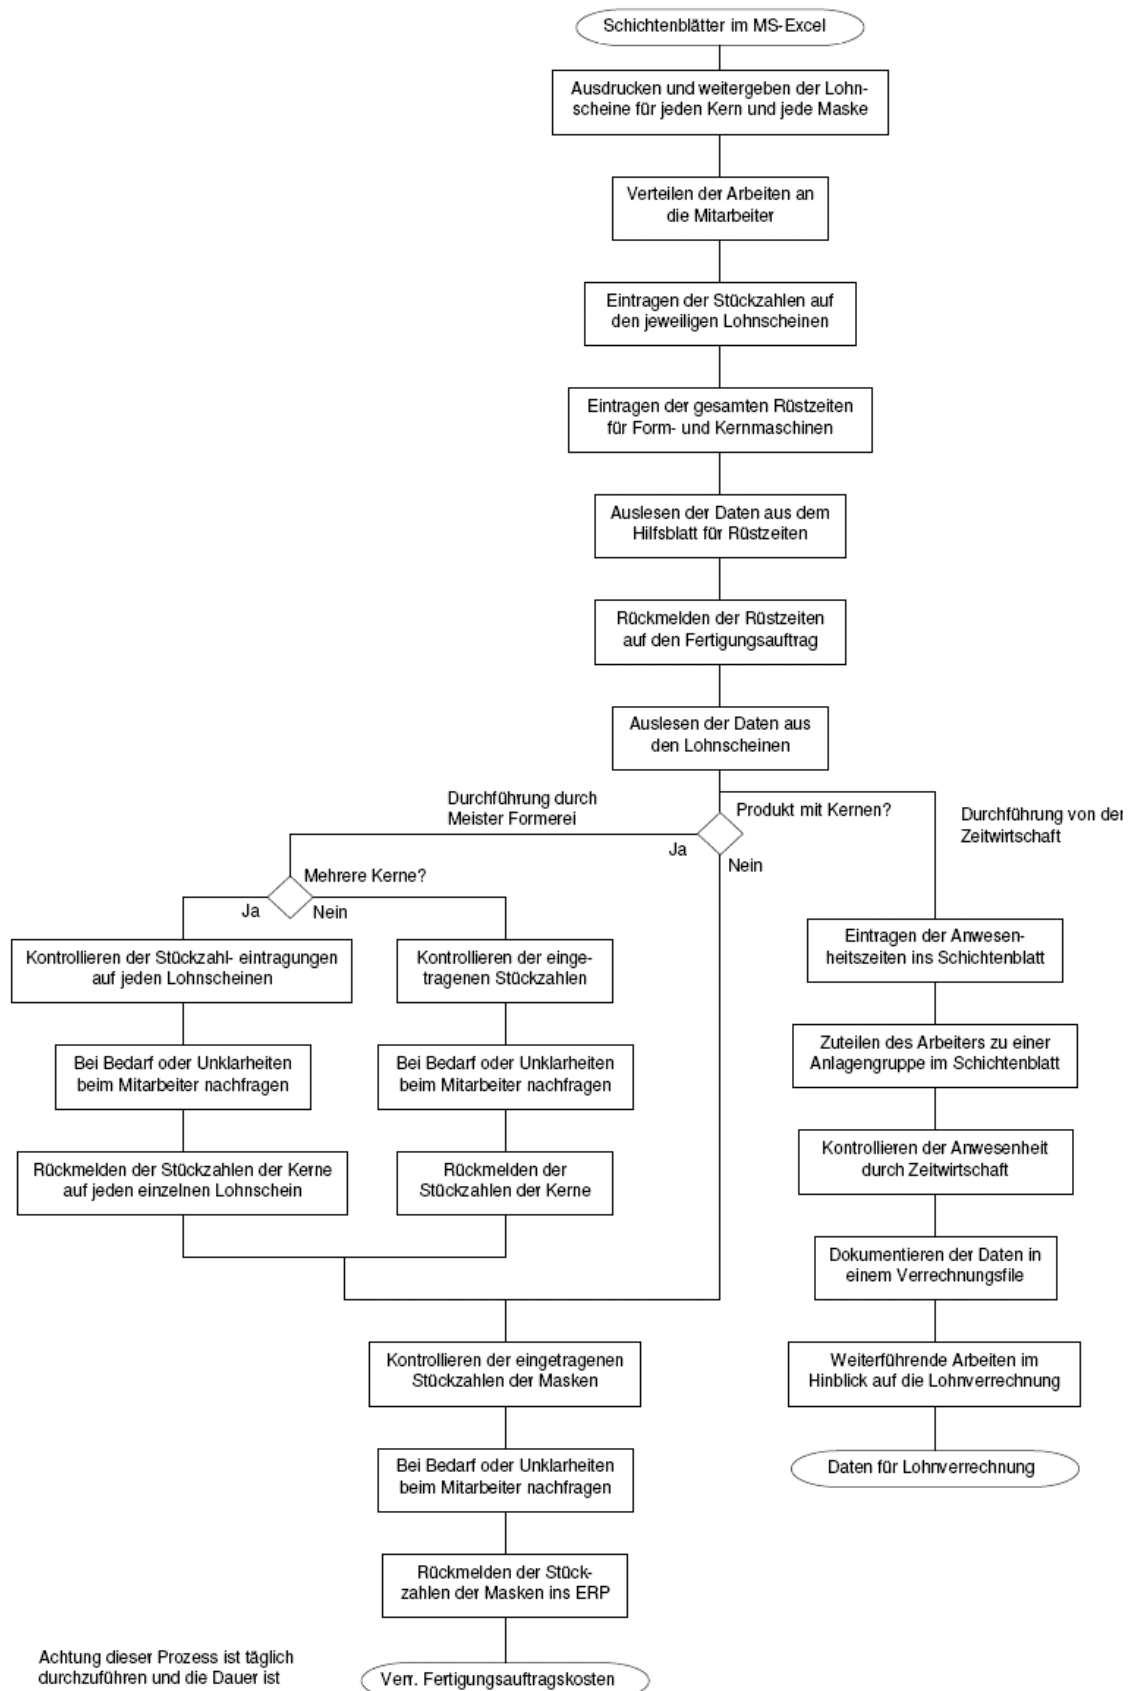 Schichtenblätter im MS-Excel
Ausdrucken und weitergeben der Lohn-
scheine für jeden Kern und jede Maske
Verteilen der Arbeiten an
die Mitarbeiter
Eintragen der Stückzahlen auf
den jeweiligen Lohnscheinen
Eintragen der gesamten Rüstzeiten
für Form- und Kernmaschinen
Auslesen der Daten aus dem
Hilfsblatt für Rüstzeiten
Rückmelden der Rüstzeiten
auf den Fertigungsauftrag
Auslesen der Daten aus
den Lohnscheinen
Durchführung durch
Meister Formerei
Produkt mit Kernen?
Durchführung von der
Zeitwirtschaft
Ja
Nein
Mehrere Kerne?
Ja
Nein
Kontrollieren der Stückzahl- eintragungen
auf jeden Lohnscheinen
Bei Bedarf oder Unklarheiten
beim Mitarbeiter nachfragen
Rückmelden der Stückzahlen der Kerne
auf jeden einzelnen Lohnschein
Kontrollieren der einge-
tragenen Stückzahlen
Bei Bedarf oder Unklarheiten
beim Mitarbeiter nachfragen
Rückmelden der
Stückzahlen der Kerne
Eintragen der Anwesen-
heitszeiten ins Schichtenblatt
Zuteilen des Arbeiters zu einer
Anlagengruppe im Schichtenblatt
Kontrollieren der Anwesenheit
durch Zeitwirtschaft
Dokumentieren der Daten in
einem Verrechnungsfile
Weiterführende Arbeiten im
Hinblick auf die Lohnverrechnung
Daten für Lohnverrechnung
Kontrollieren der eingetragenen
Stückzahlen der Masken
Bei Bedarf oder Unklarheiten
beim Mitarbeiter nachfragen
Rückmelden der Stück-
zahlen der Masken ins ERP
Verr. Fertigungsauftragskosten
Achtung dieser Prozess ist täglich
durchzuführen und die Dauer ist